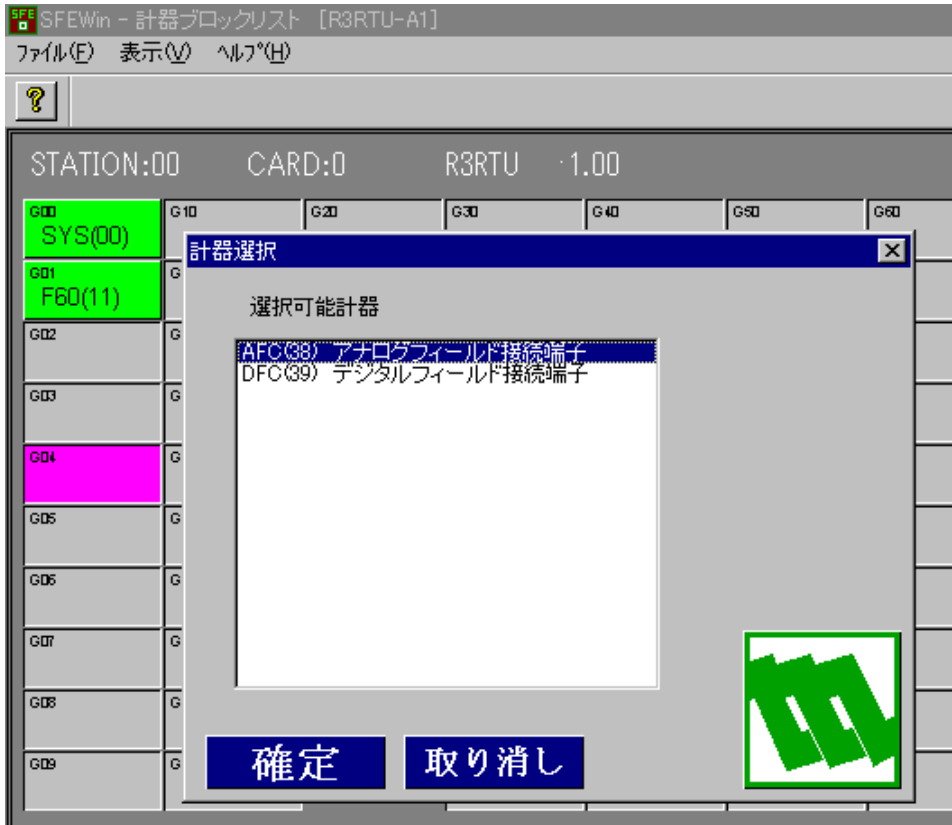 SFEWin - 計器ブロックリスト [R3RTU-A1]
ファイル(F) 表示(V) ヘルプ(H)
STATION:00 CARD:0 R3RTU ·1.00
G00 G10 G20 G30 G40 G50 G60
SYS(00)
計器選択
G01 G
F60(11)
選択可能計器
G02 G
AFC(38) アナログフィールド接続端子
DFC(39) デジタルフィールド接続端子
G03 G
G04 G
G05 G
G06 G
G07 G
G08 G
確定 取り消し
G09 G